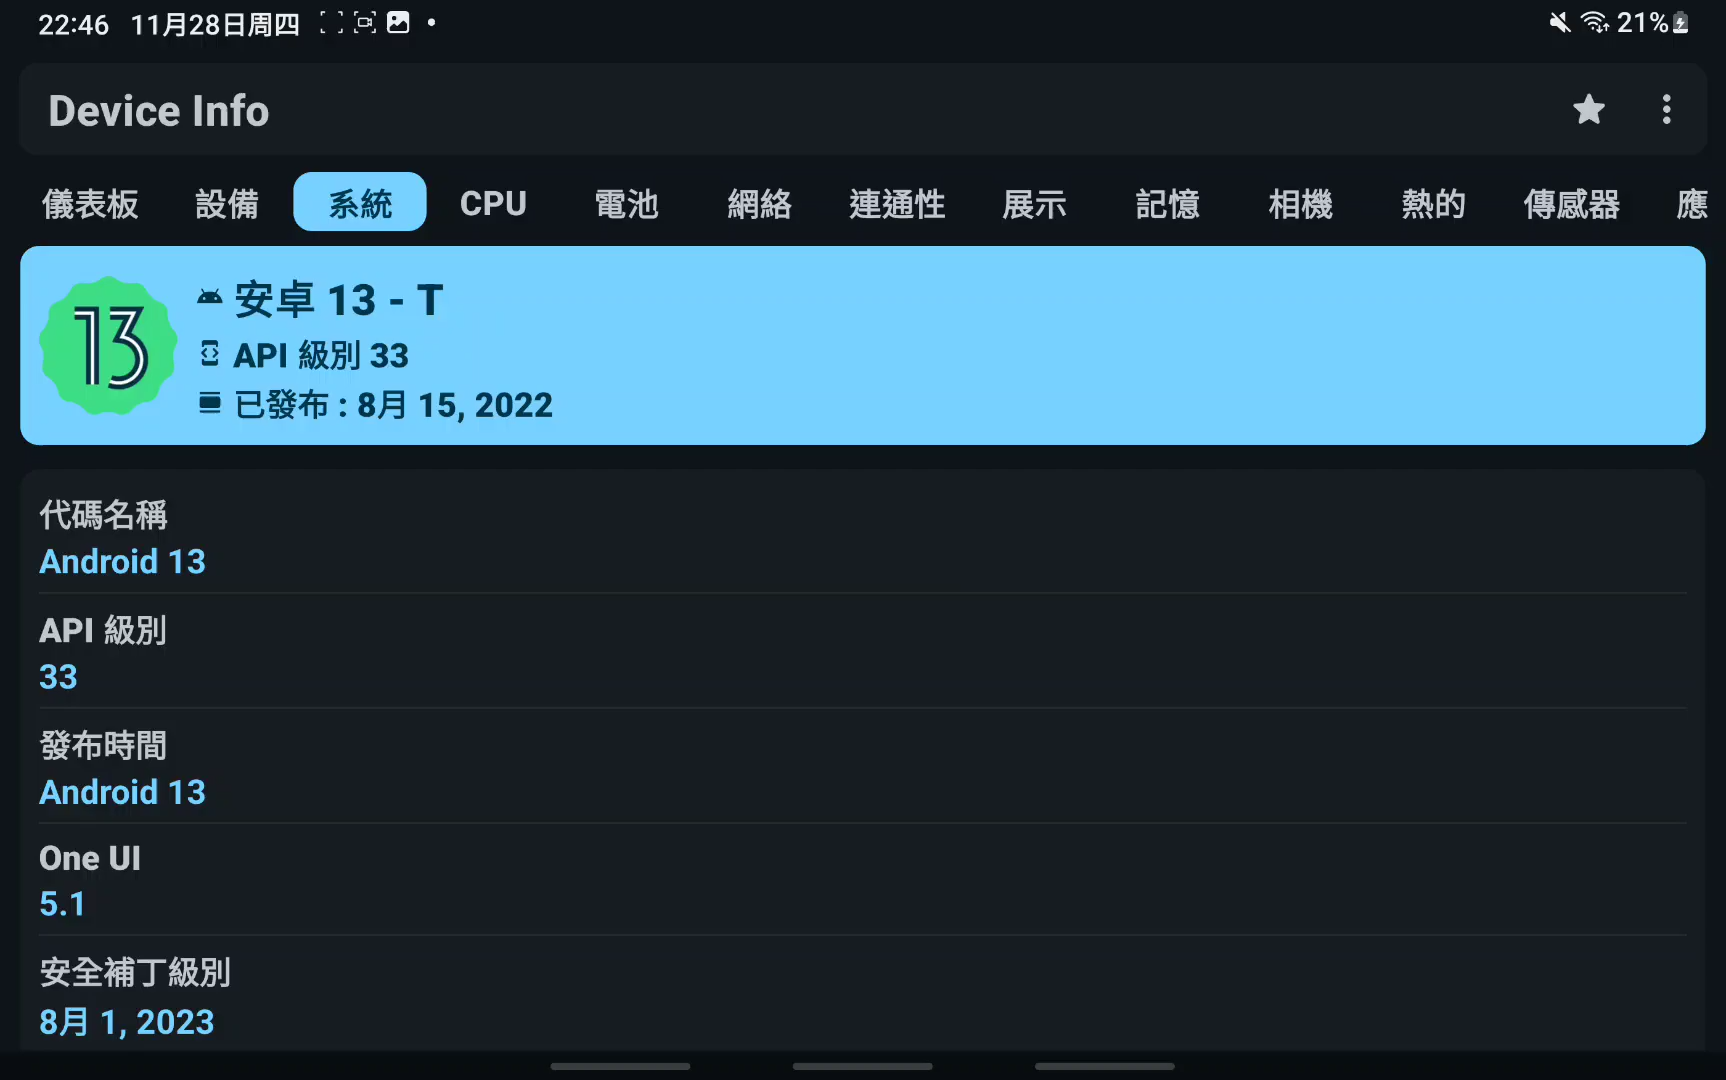 22:46 11月28日周四 21%
Device Info
儀表板 設備 系統 CPU 電池 網絡 連通性 展示 記憶 相機 熱的 傳感器 應
13
安卓 13 - T
API 級別 33
已發布 : 8月 15, 2022
代碼名稱
Android 13
API 級別
33
發布時間
Android 13
One UI
5.1
安全補丁級別
8月 1, 2023